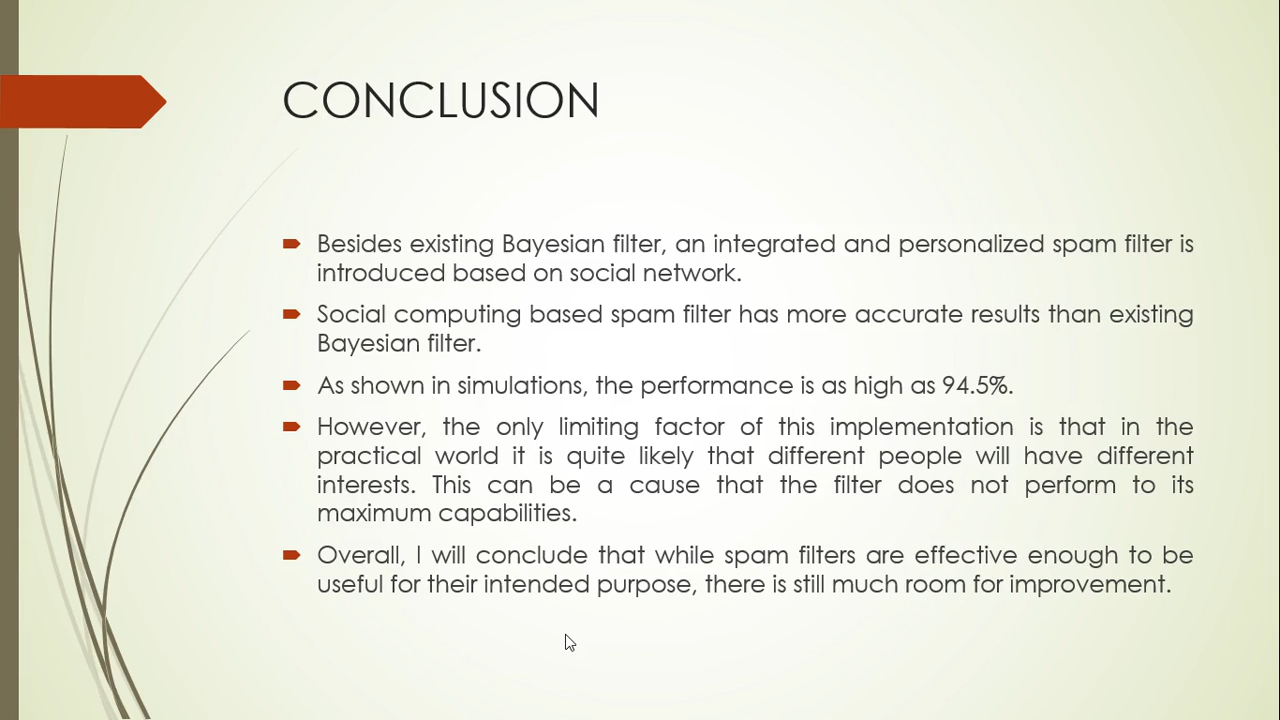 CONCLUSION
Besides existing Bayesian filter, an integrated and personalized spam filter is
introduced based on social network.
Social computing based spam filter has more accurate results than existing
Bayesian filter.
As shown in simulations, the performance is as high as 94.5%.
However, the only limiting factor of this implementation is that in the
practical world it is quite likely that different people will have different
interests. This can be a cause that the filter does not perform to its
maximum capabilities.
Overall, I will conclude that while spam filters are effective enough to be
useful for their intended purpose, there is still much room for improvement.